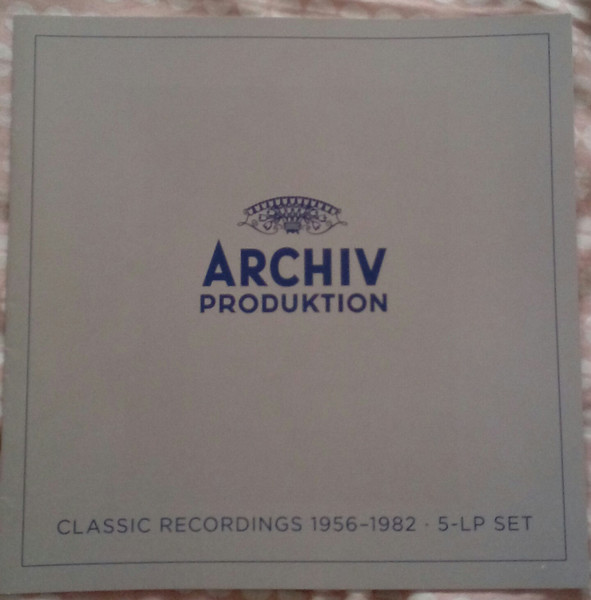 ARCHIV
PRODUKTION
CLASSIC RECORDINGS 1956–1982 · 5-LP SET